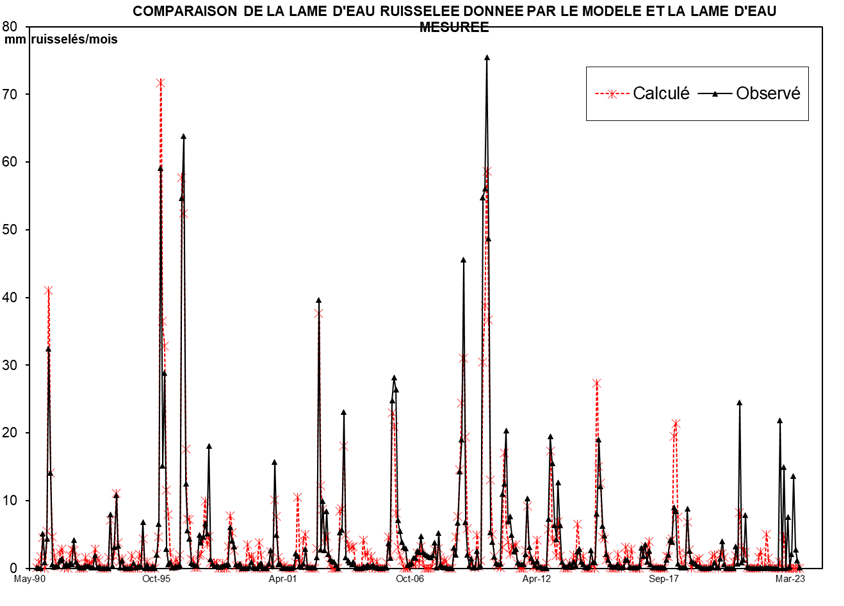 COMPARAISON DE LA LAME D'EAU RUISSELEE DONNEE PAR LE MODELE ET LA LAME D'EAU
MESUREE
mm ruisselés/mois
Calculé
Observé
80
70
60
50
40
30
20
10
0
May-90
Oct-95
Apr-01
Oct-06
Apr-12
Sep-17
Mar-23